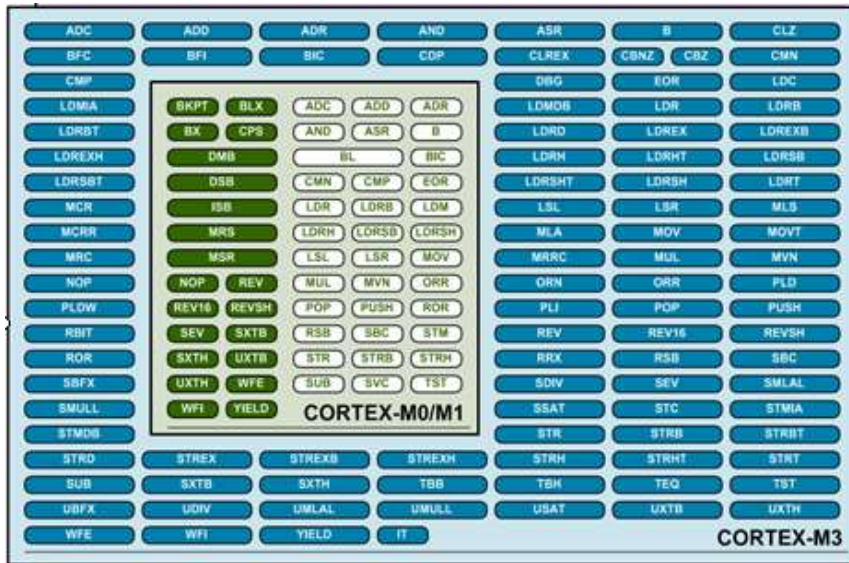 ADC ADD ADR AND ASR B CLZ
BFC BFI BIC CDP CLREX CBNZ CBZ CMN
CMP DBG EOR LDC
LDMIA BKPT BLX ADC ADD ADR LDMDB LDR LDRB
LDRBT BX CPS AND ASR B LDRD LDREX LDREXB
LDREXH DMB BL BIC LDRH LDRHT LDRSB
LDRSBT DSB CMN CMP EOR LDRSHT LDRSH LDRT
MCR ISB LDR LDRB LDM LSL LSR MLS
MCRR MRS LDRH LDRSB LDRSH MLA MOV MOVT
MRC MSR LSL LSR MOV MRRC MUL MVN
NOP NOP REV MUL MVN ORR ORN ORR PLD
PLDW REV16 REVSH POP PUSH ROR PLI POP PUSH
RBIT SEV SXTB RSB SBC STM REV REV16 REVSH
ROR SXTH UXTB STR STRB STRH RRX RSB SBC
SBFX UXTH WFE SUB SVC TST SDIV SEV SMLAL
SMULL WFI YIELD CORTEX-M0/M1 SSAT STC STMIA
STMDB STR STRB STRBT
STRD STREX STREXB STREXH STRH STRHT STRT
SUB SXTB SXTH TBB TBH TEQ TST
UBFX UDIV UMLAL UMULL USAT UXTB UXTH
WFE WFI YIELD IT CORTEX-M3